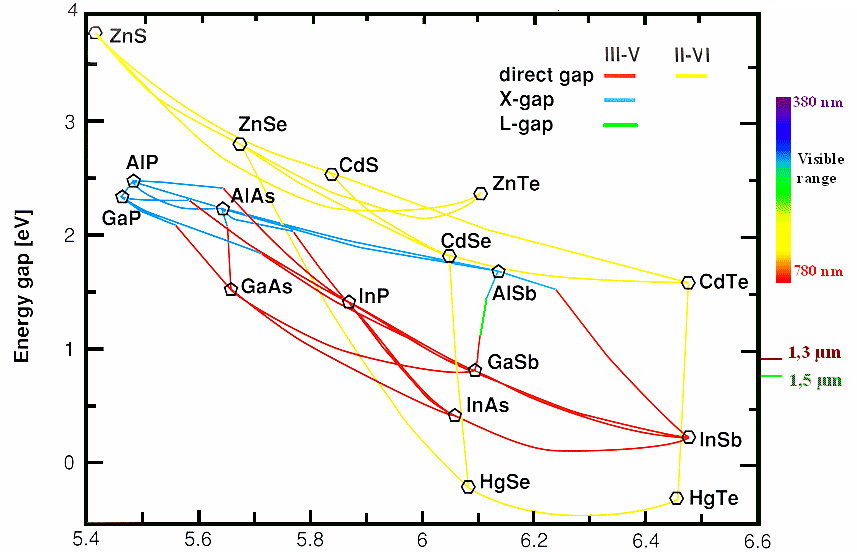 4
ZnS
III-V II-VI
direct gap
X-gap
L-gap
380 nm
3
ZnSe
Visible
range
AlP
CdS
ZnTe
AlAs
GaP
2
CdSe
780 nm
GaAs
InP
AlSb
CdTe
Energy gap [eV]
1
GaSb
1,3 µm
1,5 µm
InAs
InSb
0
HgSe
HgTe
5.4 5.6 5.8 6 6.2 6.4 6.6